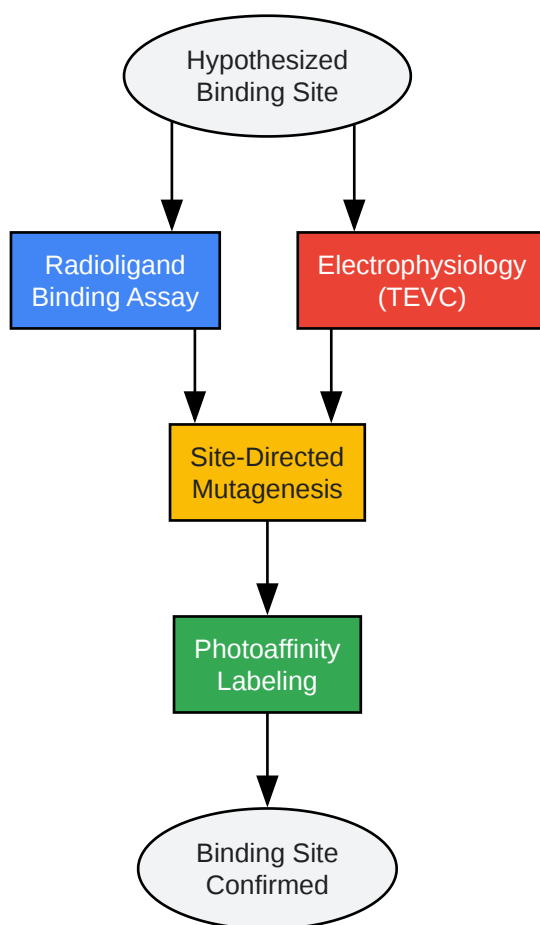 Hypothesized
Binding Site
Radioligand
Binding Assay
Electrophysiology
(TEVC)
Site-Directed
Mutagenesis
Photoaffinity
Labeling
Binding Site
Confirmed